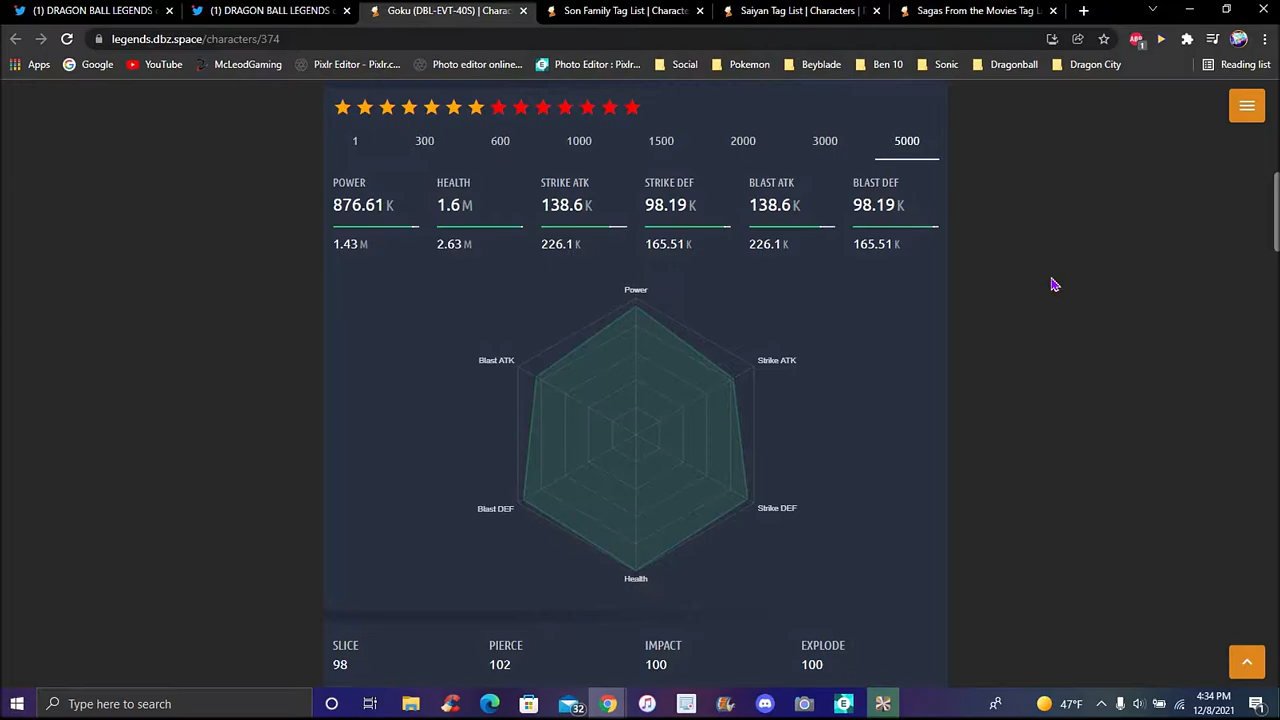 (1) DRAGON BALL LEGENDS
(1) DRAGON BALL LEGENDS
Goku (DBL-EVT-40S) | Charac
Son Family Tag List | Characte
Saiyan Tag List | Characters |
Sagas From the Movies Tag L
legends.dbz.space/characters/374
1
Apps
Google
YouTube
McLeodGaming
Pixlr Editor - Pixlr.c...
Photo editor online...
Photo Editor : Pixlr...
Social
Pokemon
Beyblade
Ben 10
Sonic
Dragonball
Dragon City
Reading list
1
300
600
1000
1500
2000
3000
5000
POWER
HEALTH
STRIKE ATK
STRIKE DEF
BLAST ATK
BLAST DEF
876.61 K
1.6 M
138.6 K
98.19 K
138.6 K
98.19 K
1.43 M
2.63 M
226.1 K
165.51 K
226.1 K
165.51 K
Power
Blast ATK
Strike ATK
Blast DEF
Strike DEF
Health
SLICE
PIERCE
IMPACT
EXPLODE
98
102
100
100
Type here to search
32
47°F
4:34 PM
12/8/2021
1